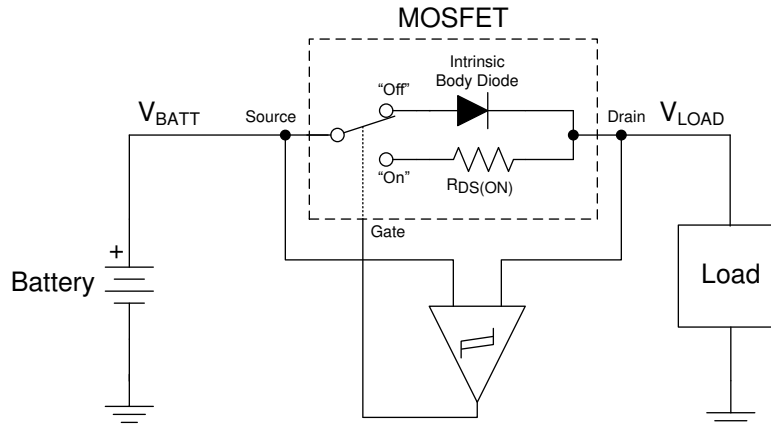 MOSFET
Intrinsic
Body Diode
“Off”
VBATT
Source
Drain
VLOAD
“On”
RDS(ON)
Gate
+
Battery
Load